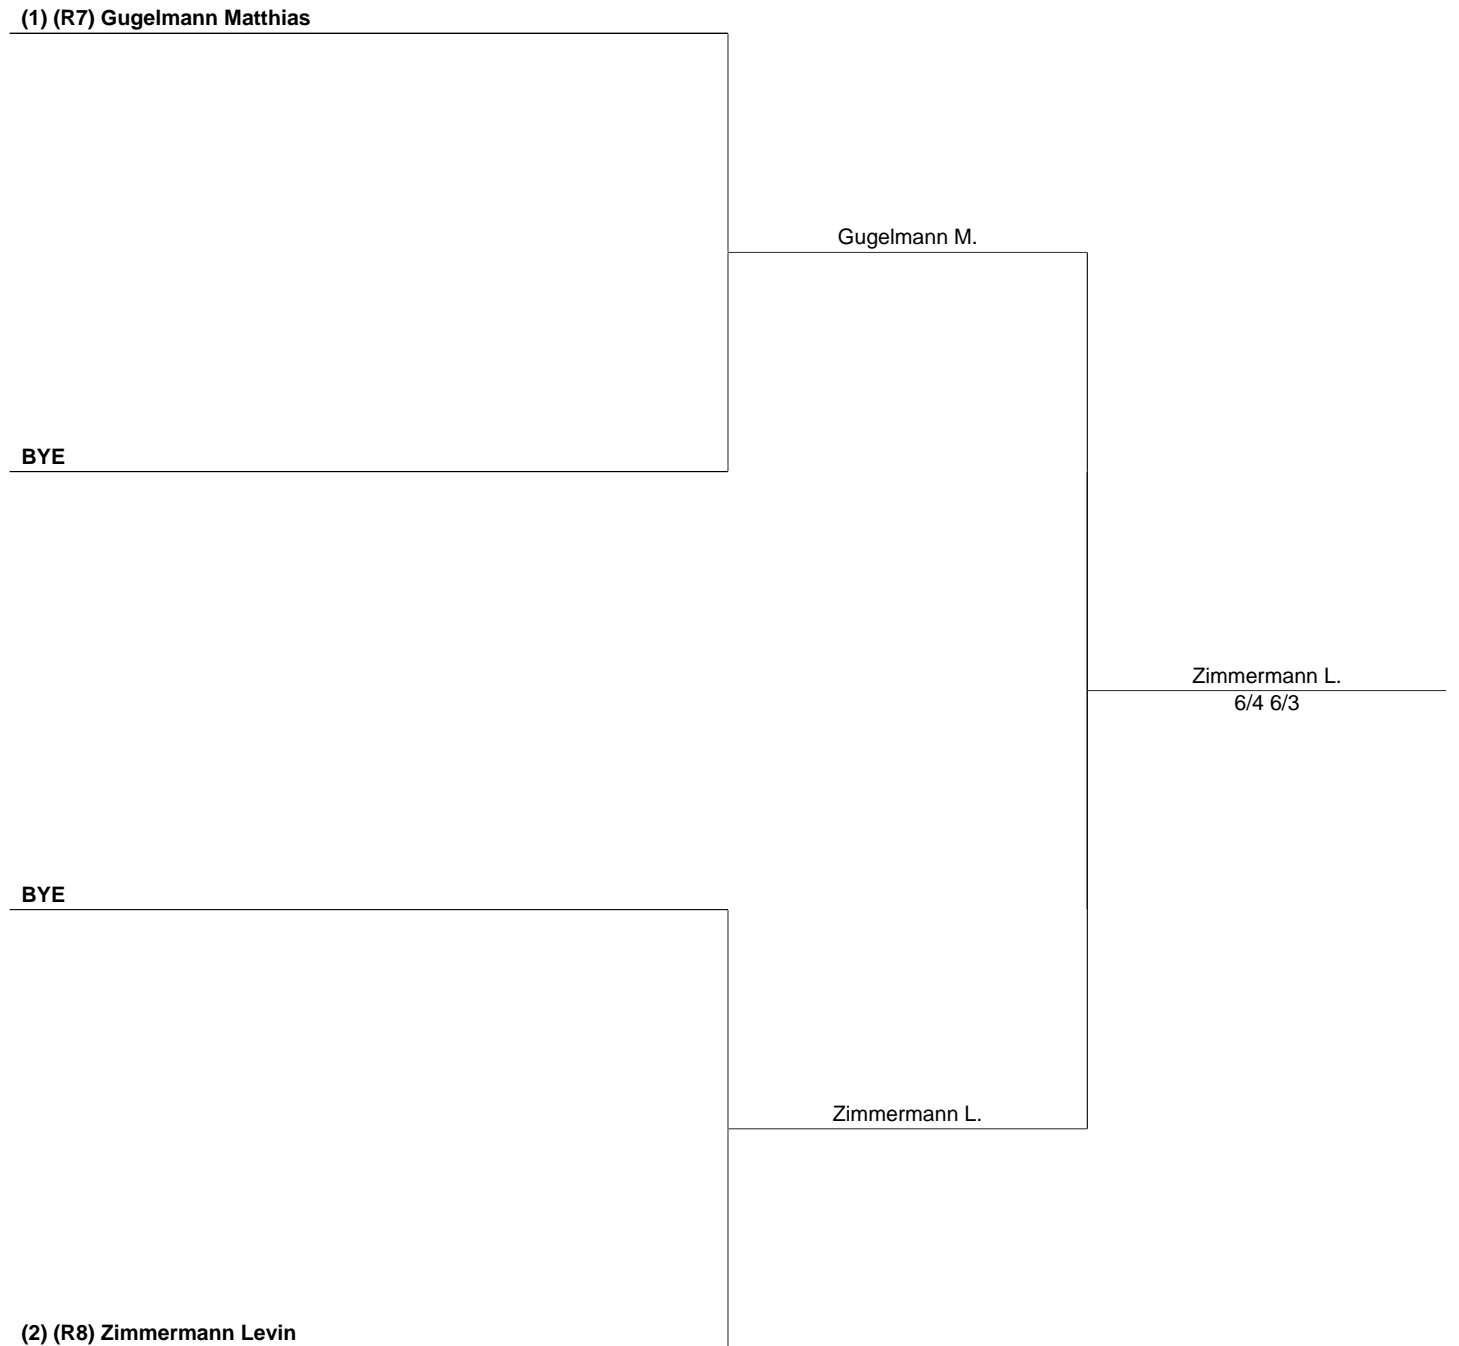 (1) (R7) Gugelmann Matthias
Gugelmann M.
BYE
Zimmermann L.
6/4 6/3
BYE
Zimmermann L.
(2) (R8) Zimmermann Levin